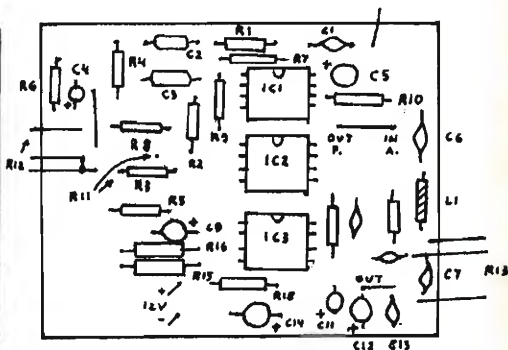 R1
C1
C2
R4
R7
R6
C4
C3
IC1
+
C5
R10
+
R9
R8
R2
OUT
P.
IN
A.
C6
R12
IC2
R11
R3
L1
R5
+
C9
IC3
R16
R15
OUT
C7
R13
+
12V
-
R18
+
C14
+
C11
+
C12
C13